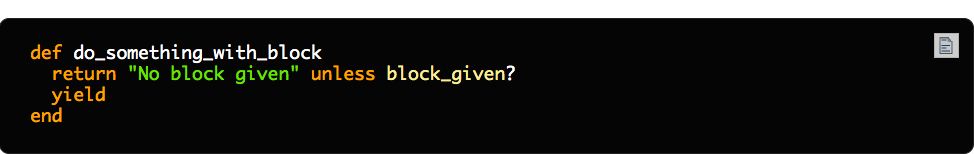 def do_something_with_block
  return "No block given" unless block_given?
  yield
end